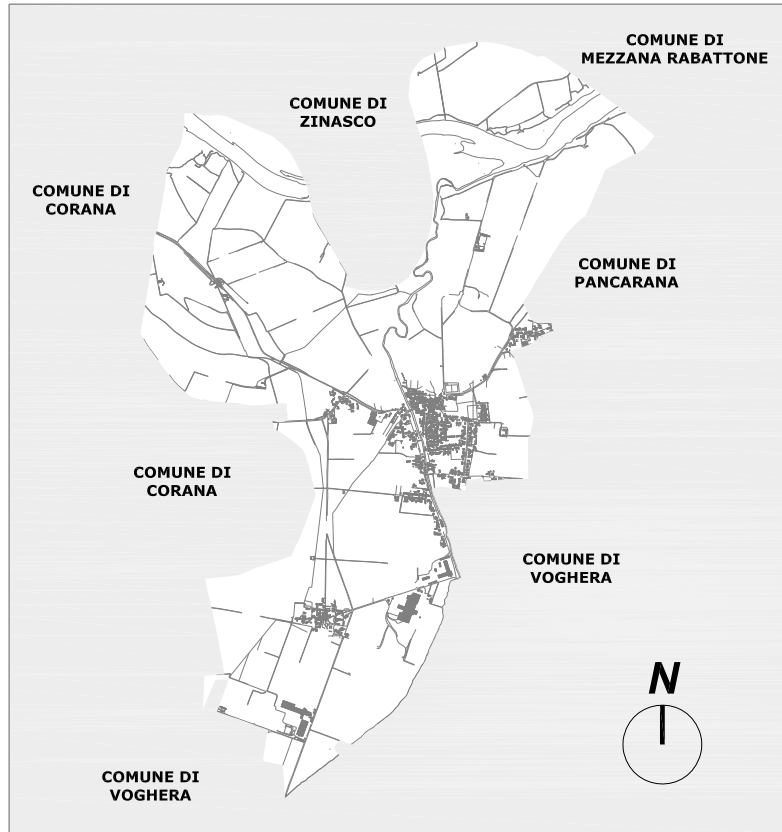 COMUNE DI
MEZZANA RABATTONE
COMUNE DI
ZINASCO
COMUNE DI
CORANA
COMUNE DI
PANCARANA
COMUNE DI
CORANA
COMUNE DI
VOGHERA
N
COMUNE DI
VOGHERA